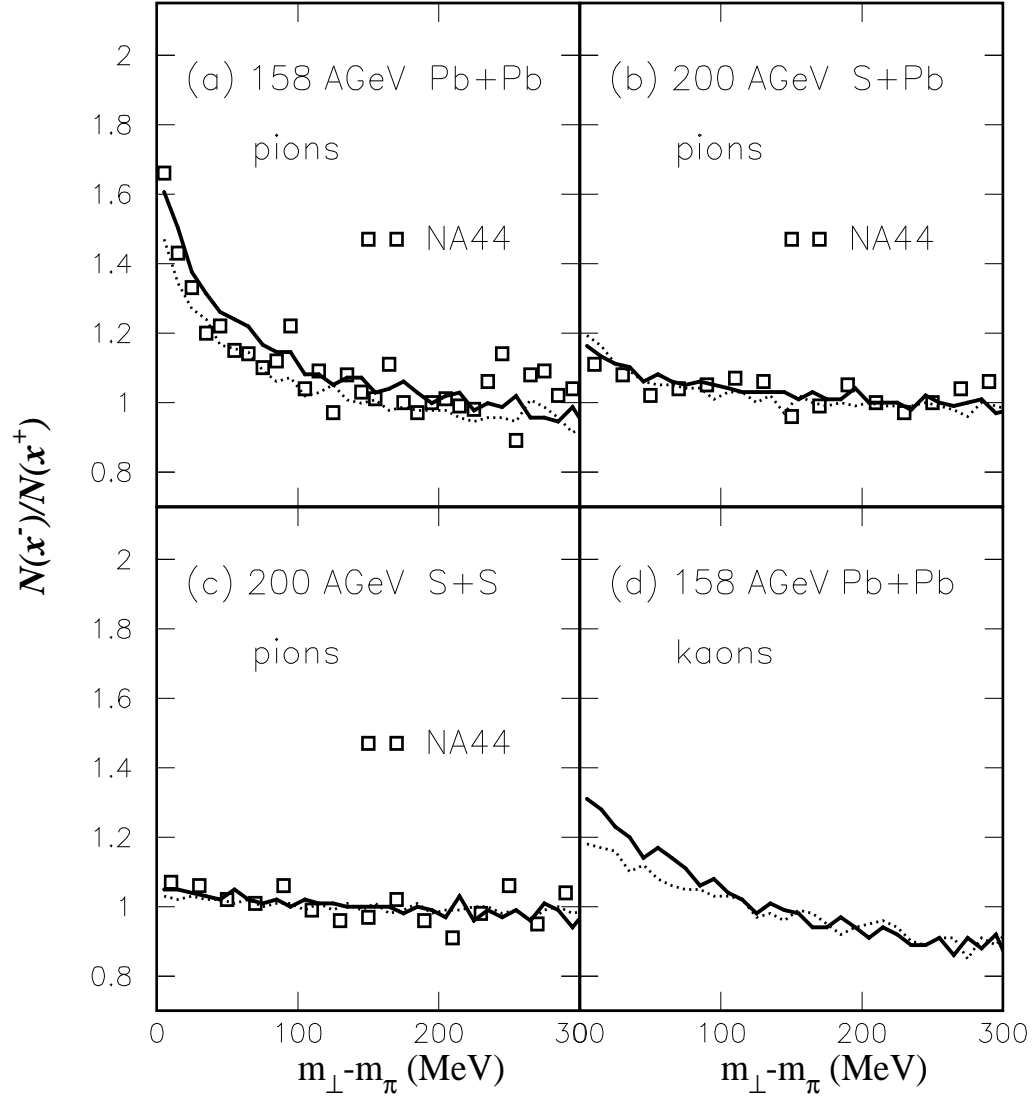 N(x⁻)/N(x⁺)
2
1.8
1.6
1.4
1.2
1
0.8
(a) 158 AGeV Pb+Pb
pions
NA44
(b) 200 AGeV S+Pb
pions
NA44
2
1.8
1.6
1.4
1.2
1
0.8
(c) 200 AGeV S+S
pions
NA44
(d) 158 AGeV Pb+Pb
kaons
0 100 200 300 100 200 300
m⊥-mπ (MeV) m⊥-mπ (MeV)